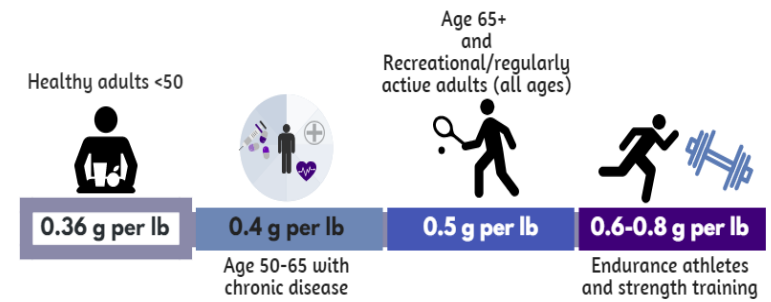 Healthy adults <50
0.36 g per lb
0.4 g per lb
Age 50-65 with
chronic disease
Age 65+
and
Recreational/regularly
active adults (all ages)
0.5 g per lb
0.6-0.8 g per lb
Endurance athletes
and strength training